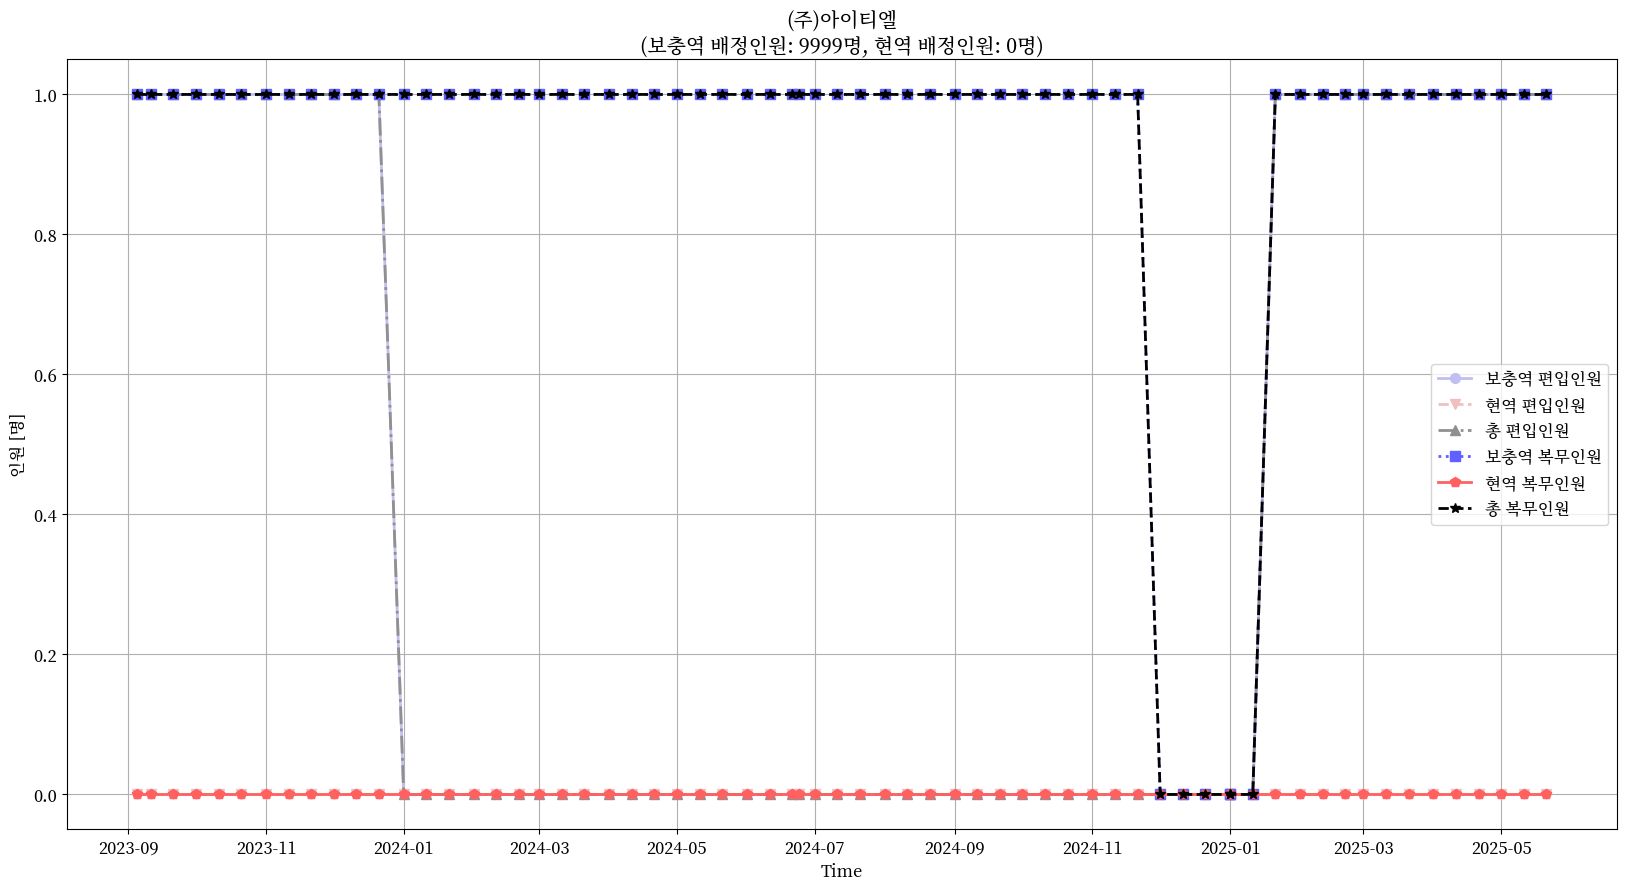 (주)아이티엘
(보충역 배정인원: 9999명, 현역 배정인원: 0명)
1.0
0.8
0.6
0.4
0.2
0.0
인원 [명]
보충역 편입인원
현역 편입인원
총 편입인원
보충역 복무인원
현역 복무인원
총 복무인원
2023-09 2023-11 2024-01 2024-03 2024-05 2024-07 2024-09 2024-11 2025-01 2025-03 2025-05
Time